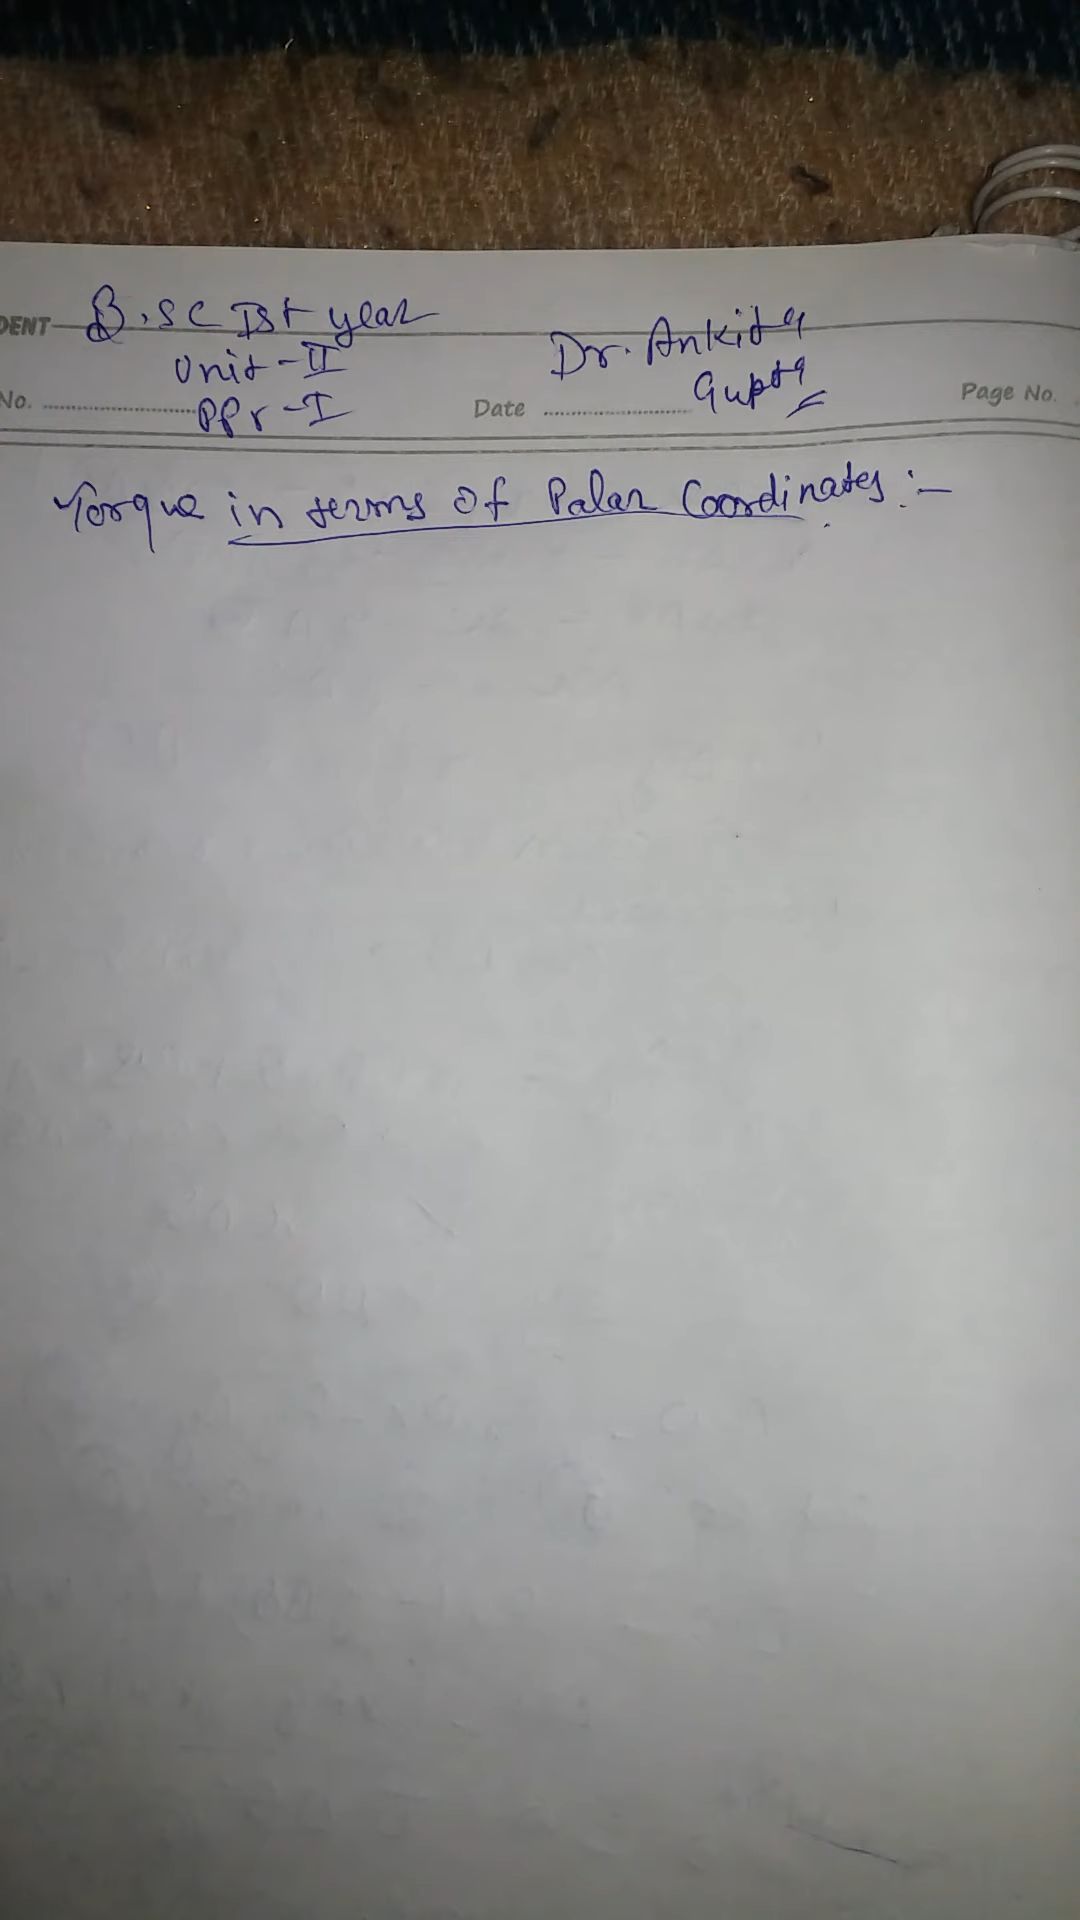 B.SC Ist year
DENT
Unit-II
Dr. Ankita
Gupta
No. PPr-I Date Page No.
Torque in terms of Polar Coordinates :-